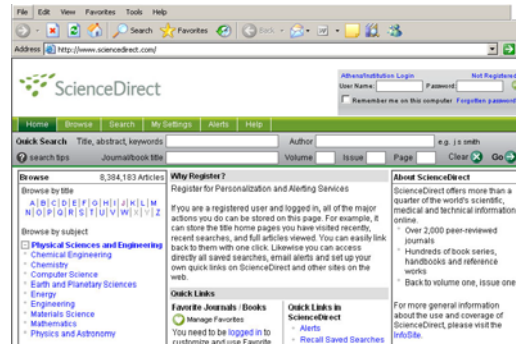 File Edit View Favorites Tools Help
Search Favorites
Address http://www.sciencedirect.com/
ScienceDirect
Athens/Institution Login Not Registered
User Name: Password:
Remember me on this computer Forgotten password
Home Browse Search My Settings Alerts Help
Quick Search Title, abstract, keywords Author e.g. j s smith
search tips Journal/book title Volume Issue Page Clear Go
Browse 8,384,183 Articles
Browse by title
A B C D E F G H I J K L M
N O P Q R S T U V W X Y Z
Browse by subject
Physical Sciences and Engineering
Chemical Engineering
Chemistry
Computer Science
Earth and Planetary Sciences
Energy
Engineering
Materials Science
Mathematics
Physics and Astronomy
Why Register?
Register for Personalization and Alerting Services
If you are a registered user and logged in, all of the major
actions you do can be stored on this page. For example, it
can store the title home pages you have visited recently,
recent searches, and full articles viewed. You can easily link
back to them with one click. Likewise you can access
directly all saved searches, email alerts and set up your
own quick links on ScienceDirect and other sites on the
web.
Quick Links
Favorite Journals / Books
Manage Favorites
You need to be logged in to
customize and use Favorite
Quick Links in
ScienceDirect
Alerts
Recall Saved Searches
About ScienceDirect
ScienceDirect offers more than a
quarter of the world's scientific,
medical and technical information
online.
Over 2,000 peer-reviewed
journals
Hundreds of book series,
handbooks and reference
works
Back to volume one, issue one
For more general information
about the use and coverage of
ScienceDirect, please visit the
InfoSite.